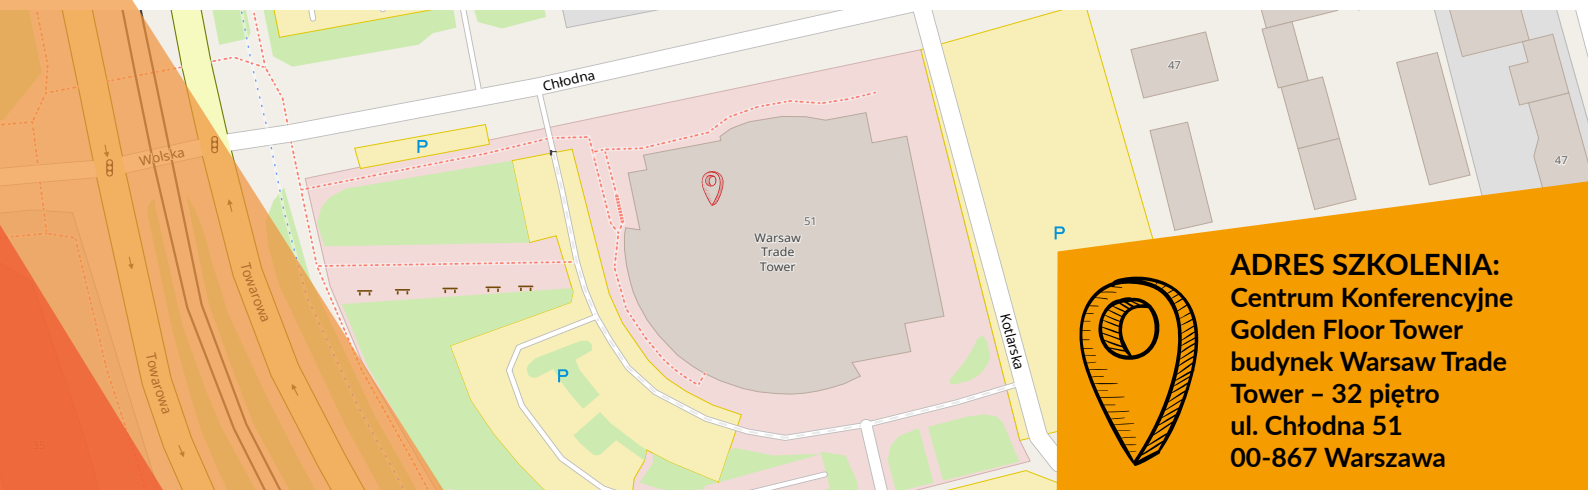 Chłodna
47
P
Wolska
47
51
Warsaw
Trade
Tower
P
Towarowa
Kotlarska
Towarowa
P
ADRES SZKOLENIA:
Centrum Konferencyjne
Golden Floor Tower
budynek Warsaw Trade
Tower – 32 piętro
ul. Chłodna 51
00-867 Warszawa